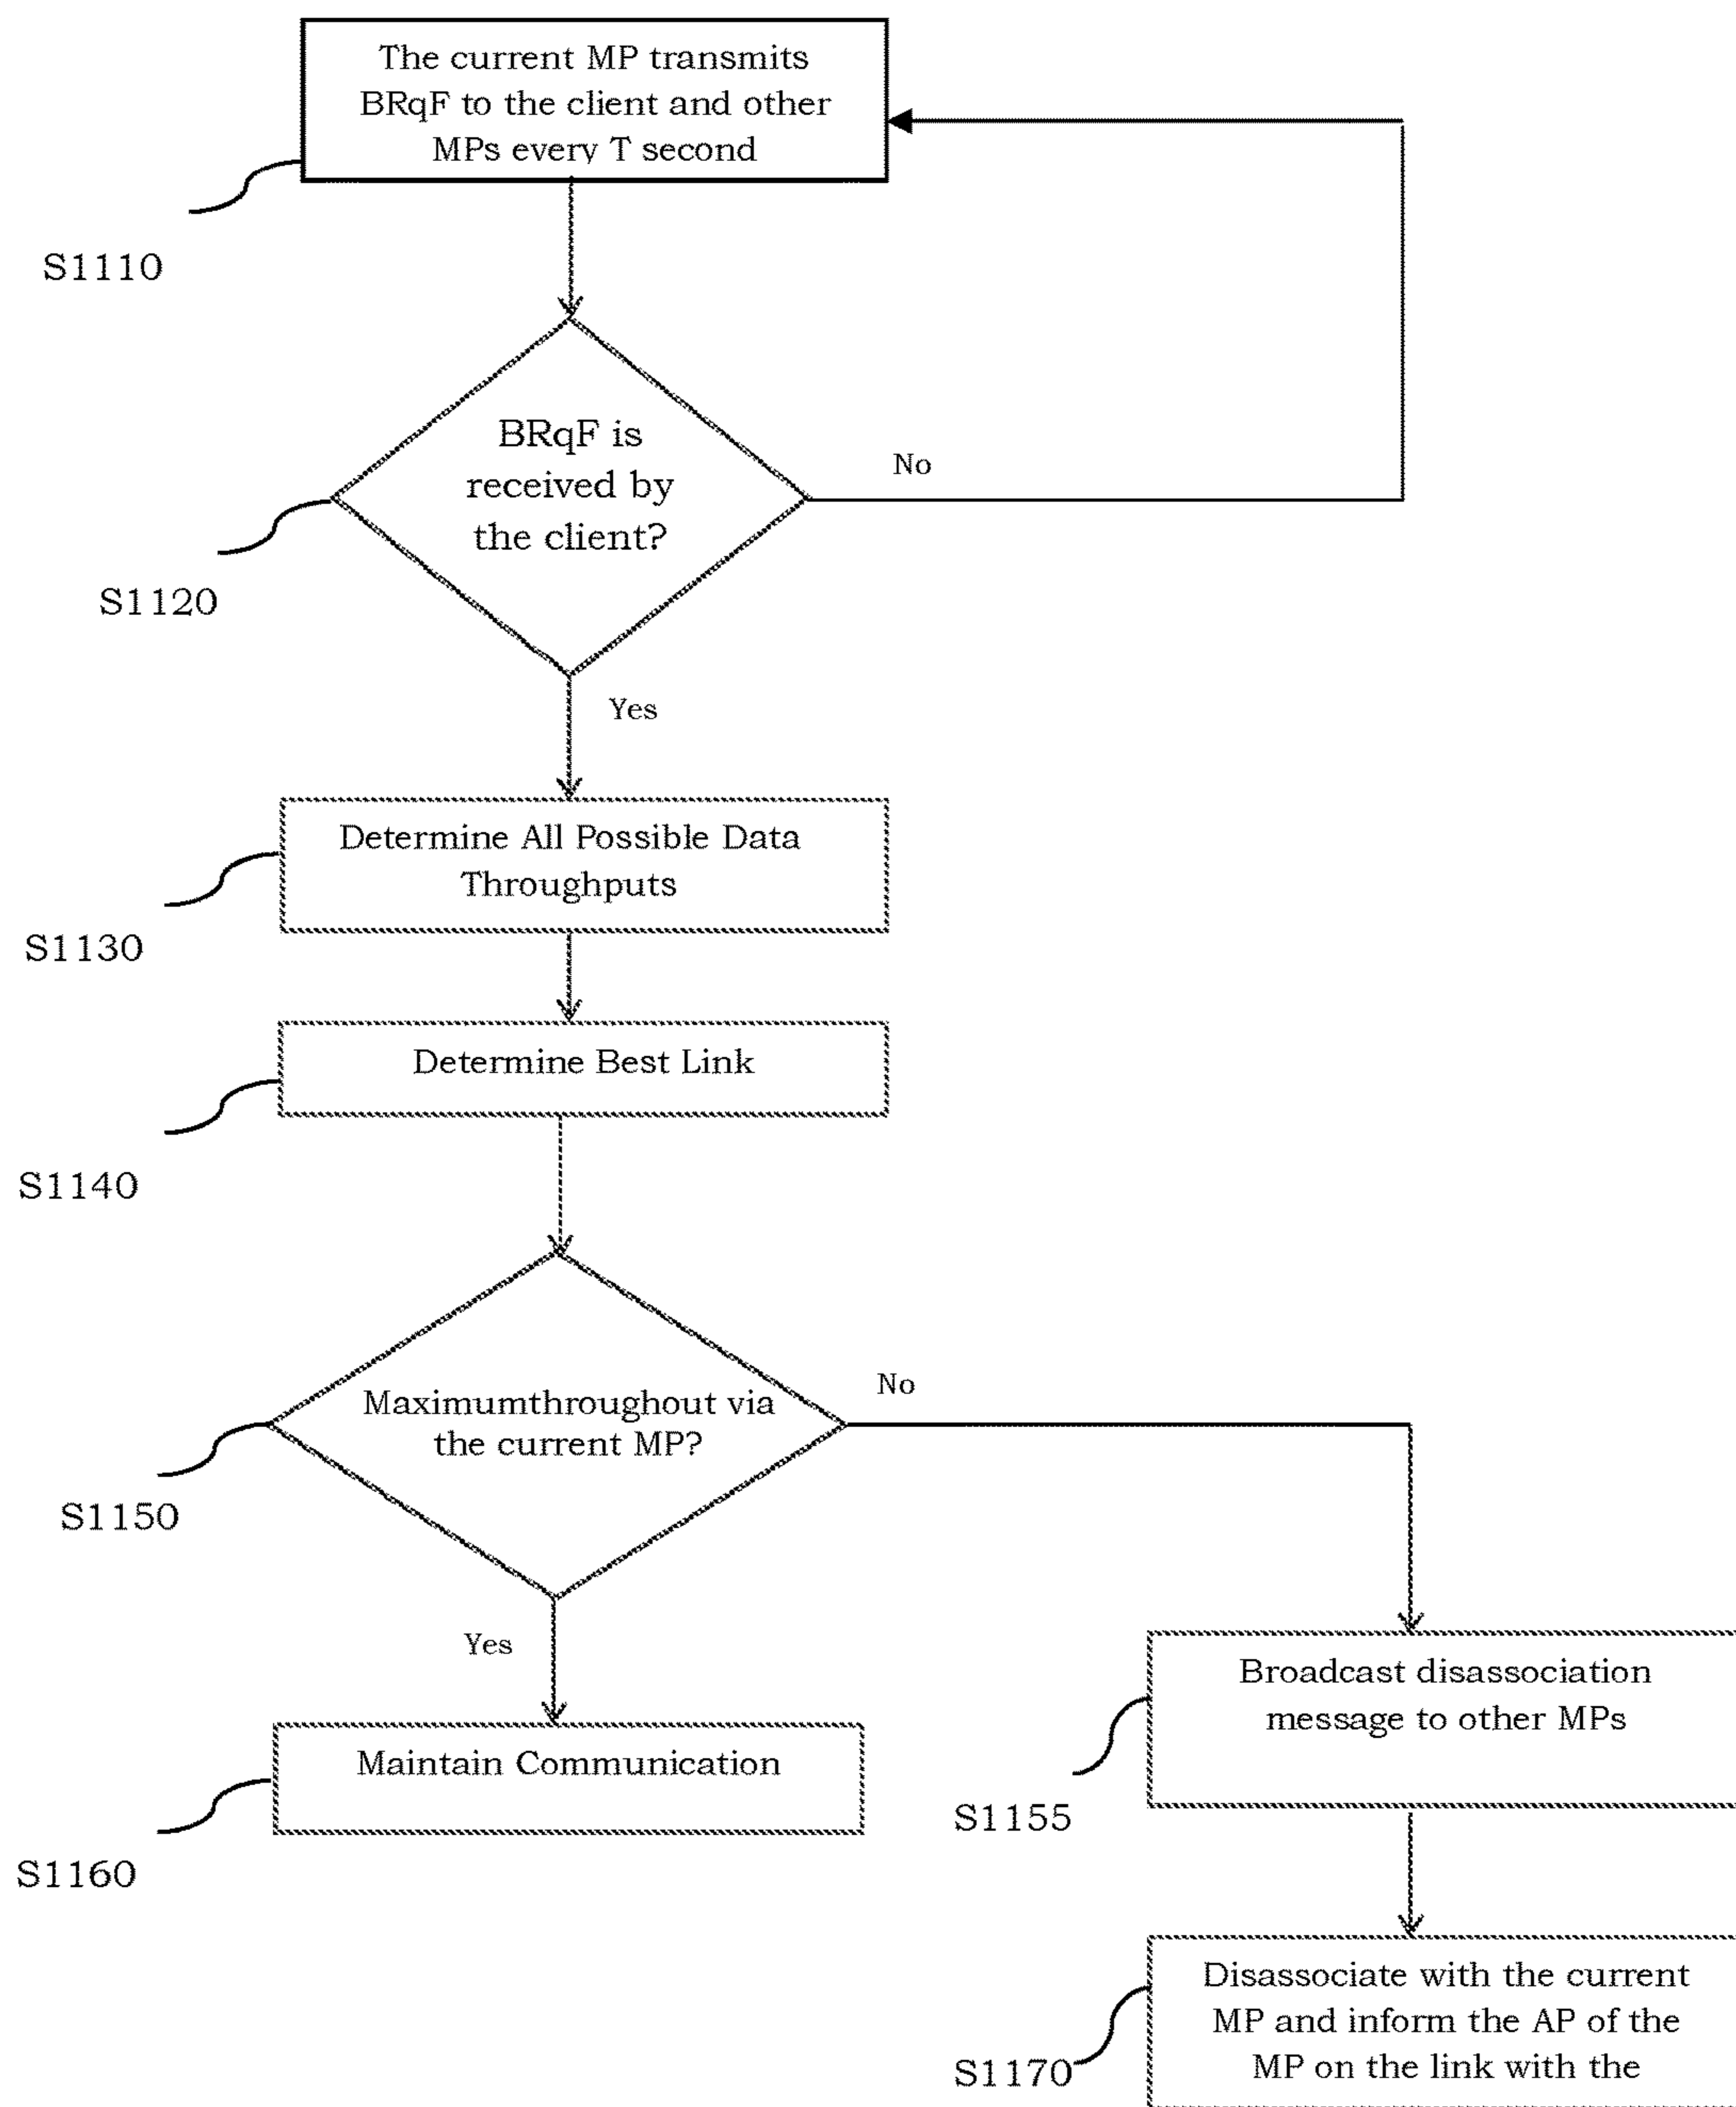 The current MP transmits
BRqF to the client and other
MPs every T second
S1110
BRqF is
received by
the client?
No
S1120
Yes
Determine All Possible Data
Throughputs
S1130
Determine Best Link
S1140
Maximumthroughout via
the current MP?
No
S1150
Yes
Broadcast disassociation
message to other MPs
S1155
Maintain Communication
S1160
Disassociate with the current
MP and inform the AP of the
MP on the link with the
S1170